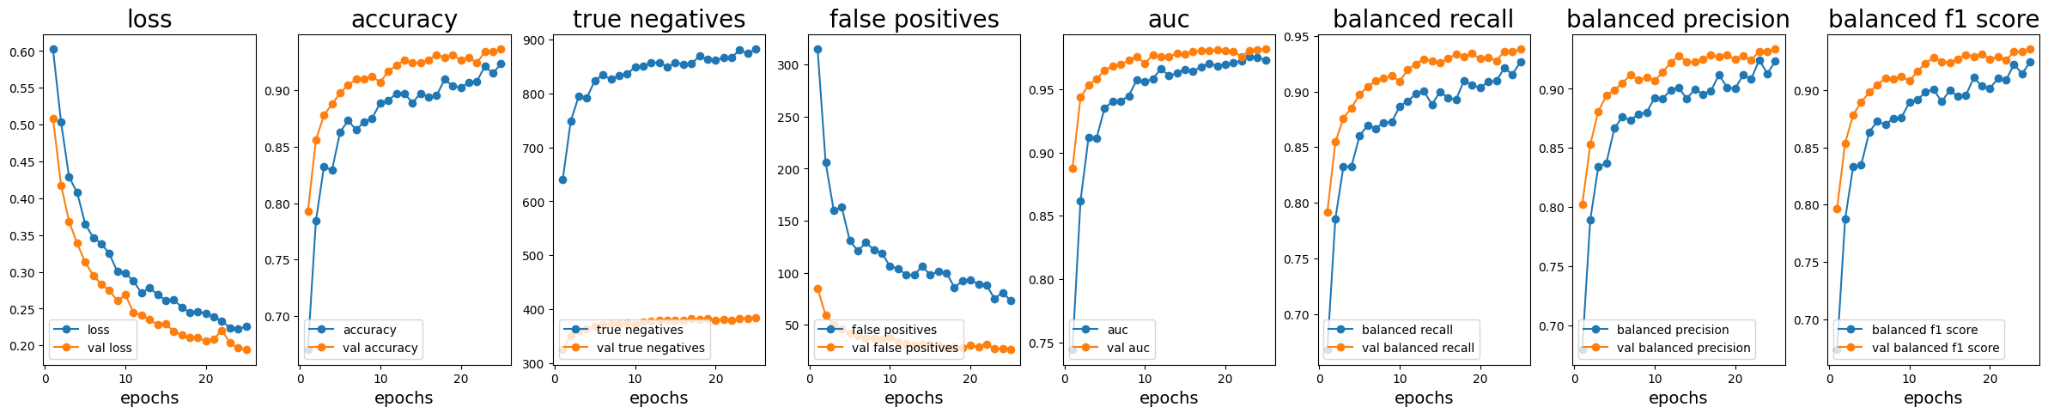 loss
0.60
0.55
0.50
0.45
0.40
0.35
0.30
0.25
0.20
loss
val loss
0 10 20
epochs
accuracy
0.90
0.85
0.80
0.75
0.70
accuracy
val accuracy
0 10 20
epochs
true negatives
900
800
700
600
500
400
300
true negatives
val true negatives
0 10 20
epochs
false positives
300
250
200
150
100
50
false positives
val false positives
0 10 20
epochs
auc
0.95
0.90
0.85
0.80
0.75
auc
val auc
0 10 20
epochs
balanced recall
0.95
0.90
0.85
0.80
0.75
0.70
balanced recall
val balanced recall
0 10 20
epochs
balanced precision
0.90
0.85
0.80
0.75
0.70
balanced precision
val balanced precision
0 10 20
epochs
balanced f1 score
0.90
0.85
0.80
0.75
0.70
balanced f1 score
val balanced f1 score
0 10 20
epochs